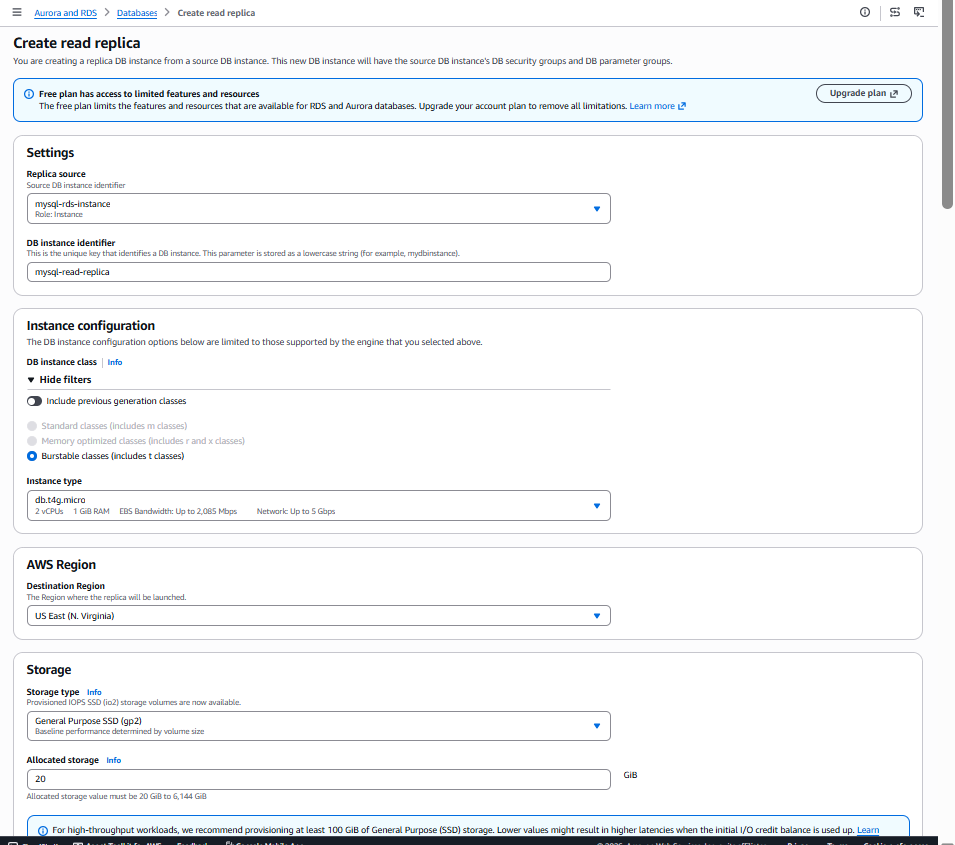 Aurora and RDS > Databases > Create read replica
Create read replica
You are creating a replica DB instance from a source DB instance. This new DB instance will have the source DB instance's DB security groups and DB parameter groups.
Free plan has access to limited features and resources
The free plan limits the features and resources that are available for RDS and Aurora databases. Upgrade your account plan to remove all limitations. Learn more
Upgrade plan
Settings
Replica source
Source DB instance identifier
mysql-rds-instance
Role: Instance
DB instance identifier
This is the unique key that identifies a DB instance. This parameter is stored as a lowercase string (for example, mydbinstance).
mysql-read-replica
Instance configuration
The DB instance configuration options below are limited to those supported by the engine that you selected above.
DB instance class | Info
Hide filters
Include previous generation classes
Standard classes (includes m classes)
Memory optimized classes (includes r and x classes)
Burstable classes (includes t classes)
Instance type
db.t4g.micro
2 vCPUs 1 GiB RAM EBS Bandwidth: Up to 2,085 Mbps Network: Up to 5 Gbps
AWS Region
Destination Region
The Region where the replica will be launched.
US East (N. Virginia)
Storage
Storage type Info
Provisioned IOPS SSD (io2) storage volumes are now available.
General Purpose SSD (gp2)
Baseline performance determined by volume size
Allocated storage Info
20 GiB
Allocated storage value must be 20 GiB to 6,144 GiB
For high-throughput workloads, we recommend provisioning at least 100 GiB of General Purpose (SSD) storage. Lower values might result in higher latencies when the initial I/O credit balance is used up. Learn